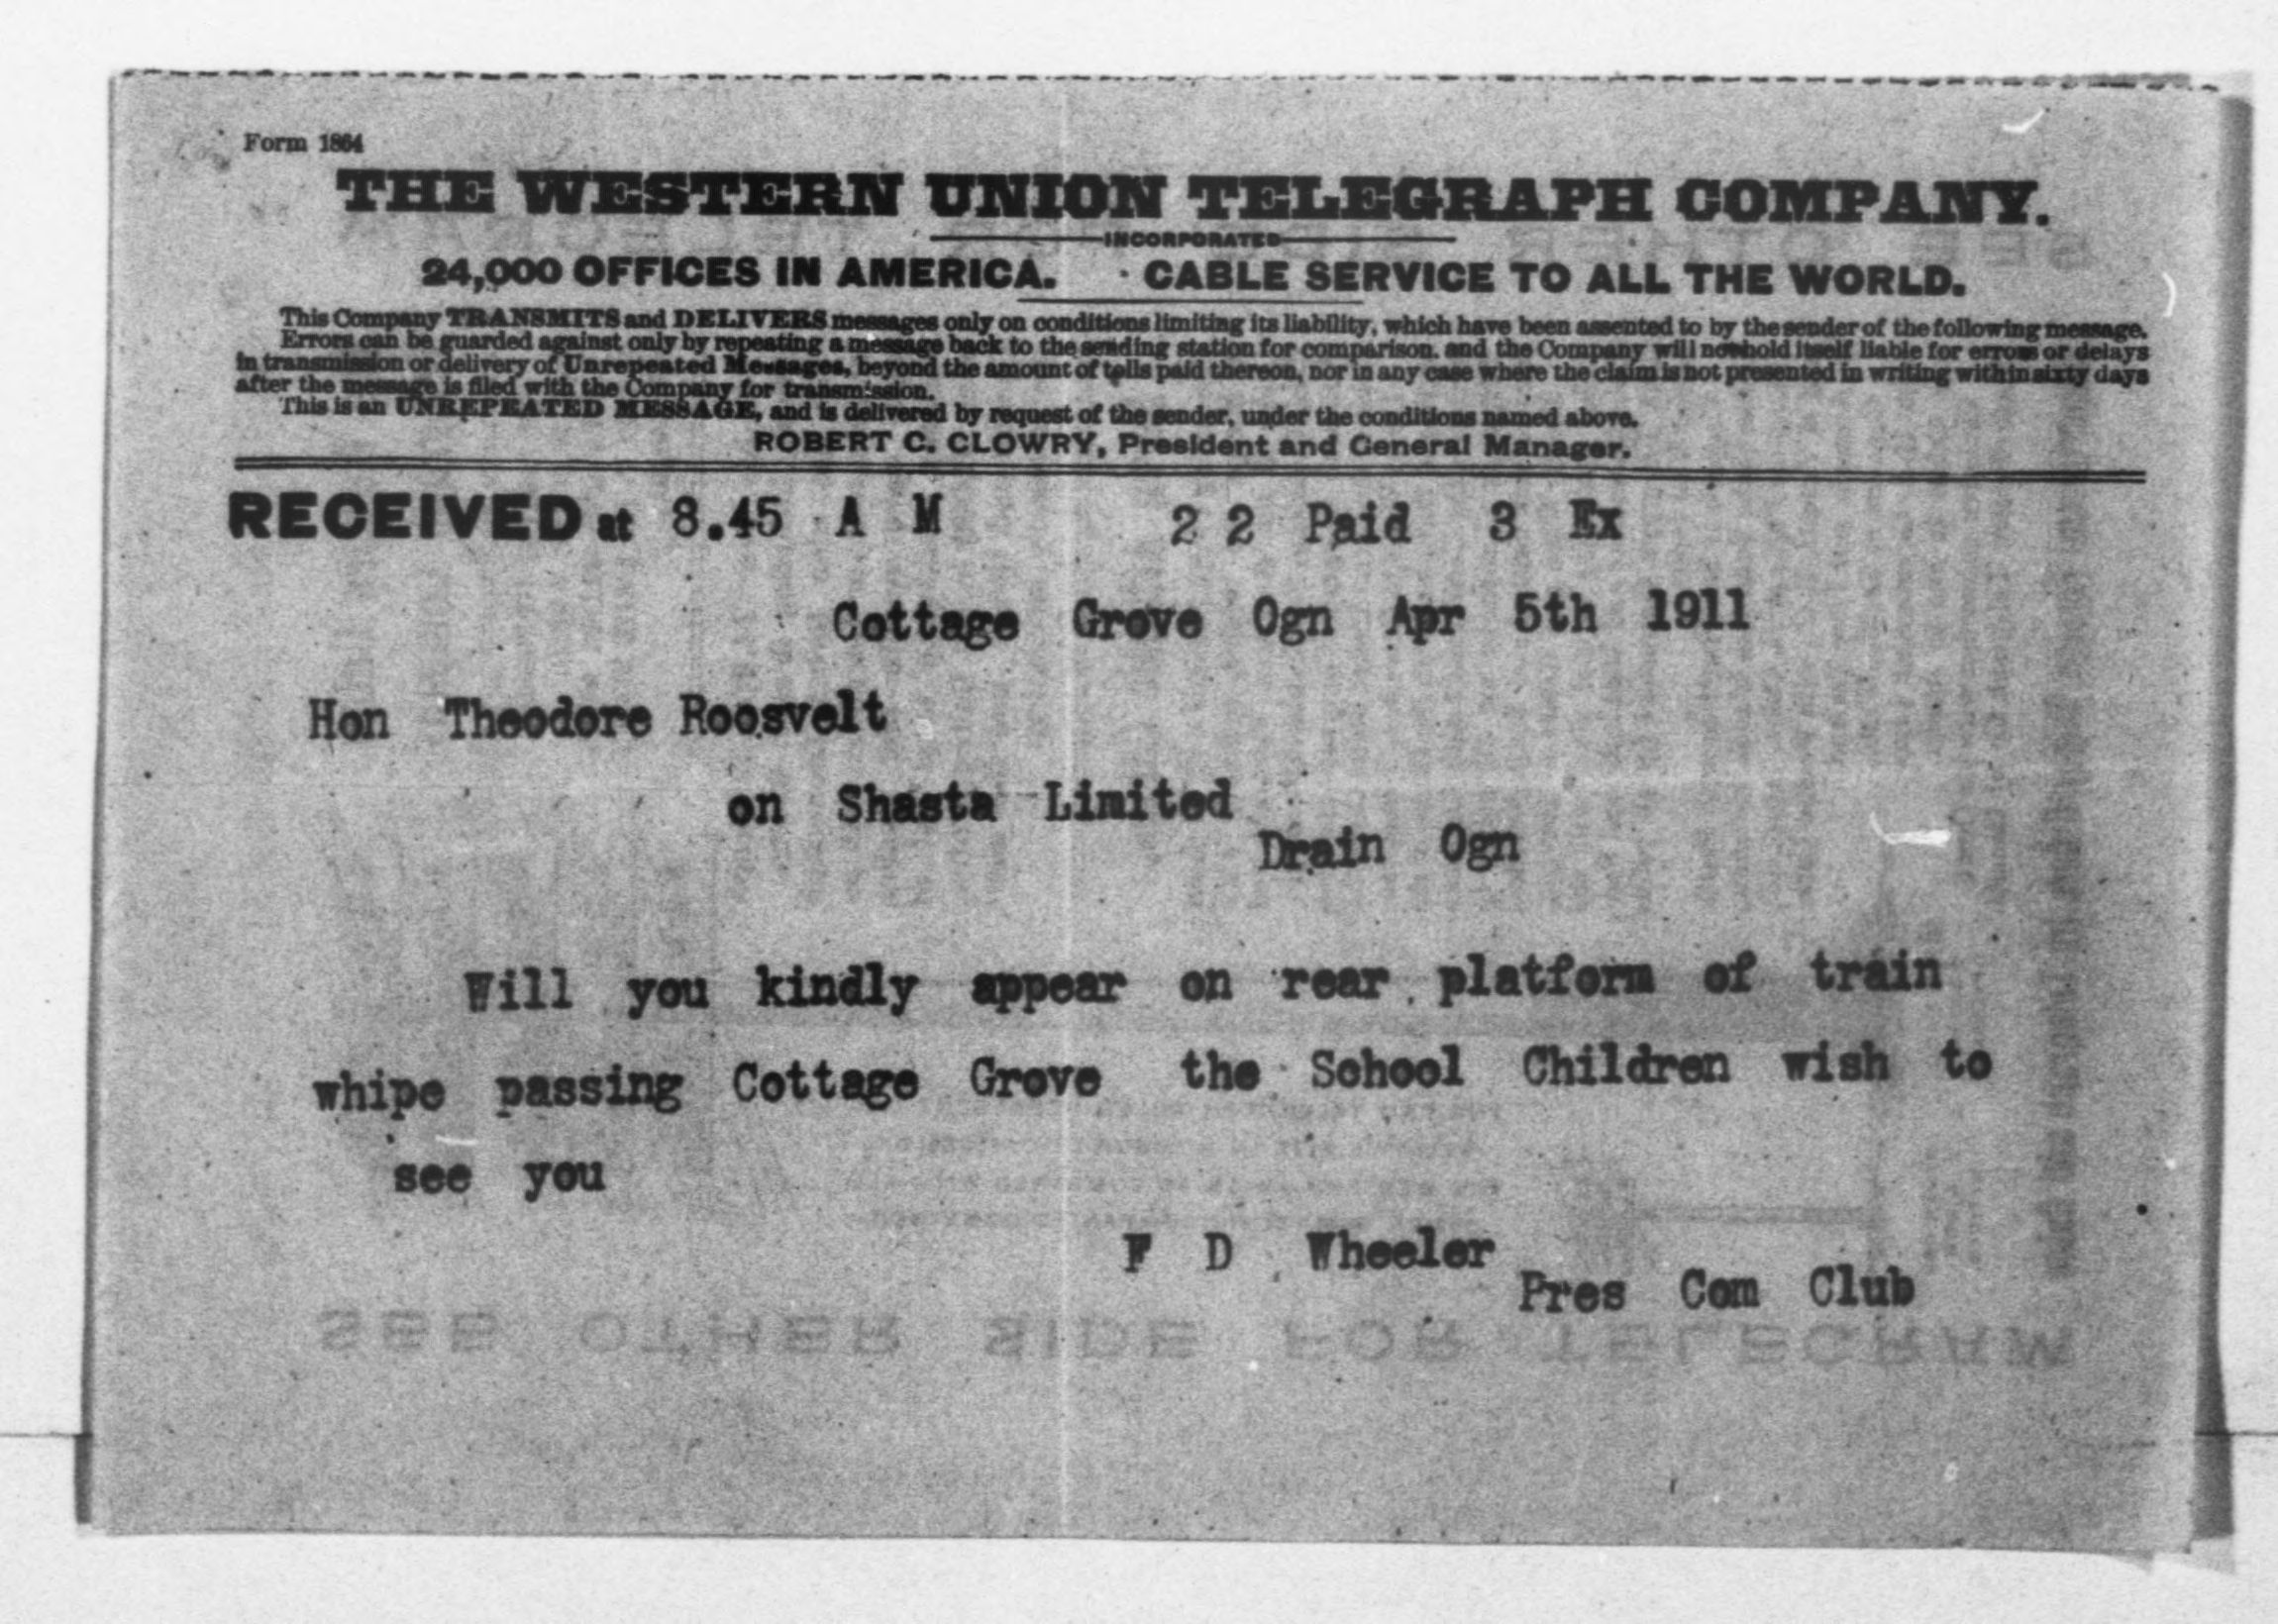 Form 1864
THE WESTERN UNION TELEGRAPH COMPANY.
INCORPORATED
24,000 OFFICES IN AMERICA. CABLE SERVICE TO ALL THE WORLD.
This Company TRANSMITS and DELIVERS messages only on conditions limiting its liability, which have been assented to by the sender of the following message.
Errors can be guarded against only by repeating a message back to the sending station for comparison, and the Company will not hold itself liable for errors or delays
in transmission or delivery of Unrepeated Messages, beyond the amount of tolls paid thereon, nor in any case where the claim is not presented in writing within sixty days
after the message is filed with the Company for transmission.
This is an UNREPEATED MESSAGE, and is delivered by request of the sender, under the conditions named above.
ROBERT C. CLOWRY, President and General Manager.
RECEIVED at 8.45 A M 2 2 Paid 3 Ex
Cottage Grove Ogn Apr 5th 1911
Hon Theodore Roosvelt
on Shasta Limited
Drain Ogn
Will you kindly appear on rear platform of train
whipe passing Cottage Grove the School Children wish to
see you
F D Wheeler
Pres Com Club
SEE OTHER SIDE FOR TELEGRAM